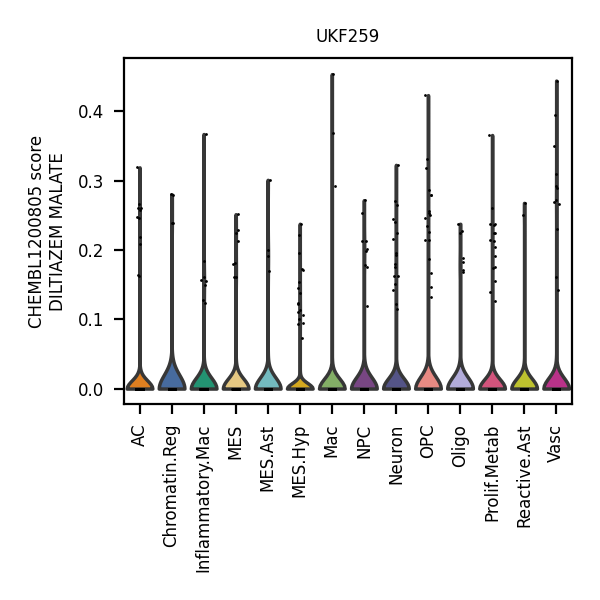 UKF259
CHEMBL1200805 score
DILTIAZEM MALATE
0.4
0.3
0.2
0.1
0.0
AC
Chromatin.Reg
Inflammatory.Mac
MES
MES.Ast
MES.Hyp
Mac
NPC
Neuron
OPC
Oligo
Prolif.Metab
Reactive.Ast
Vasc